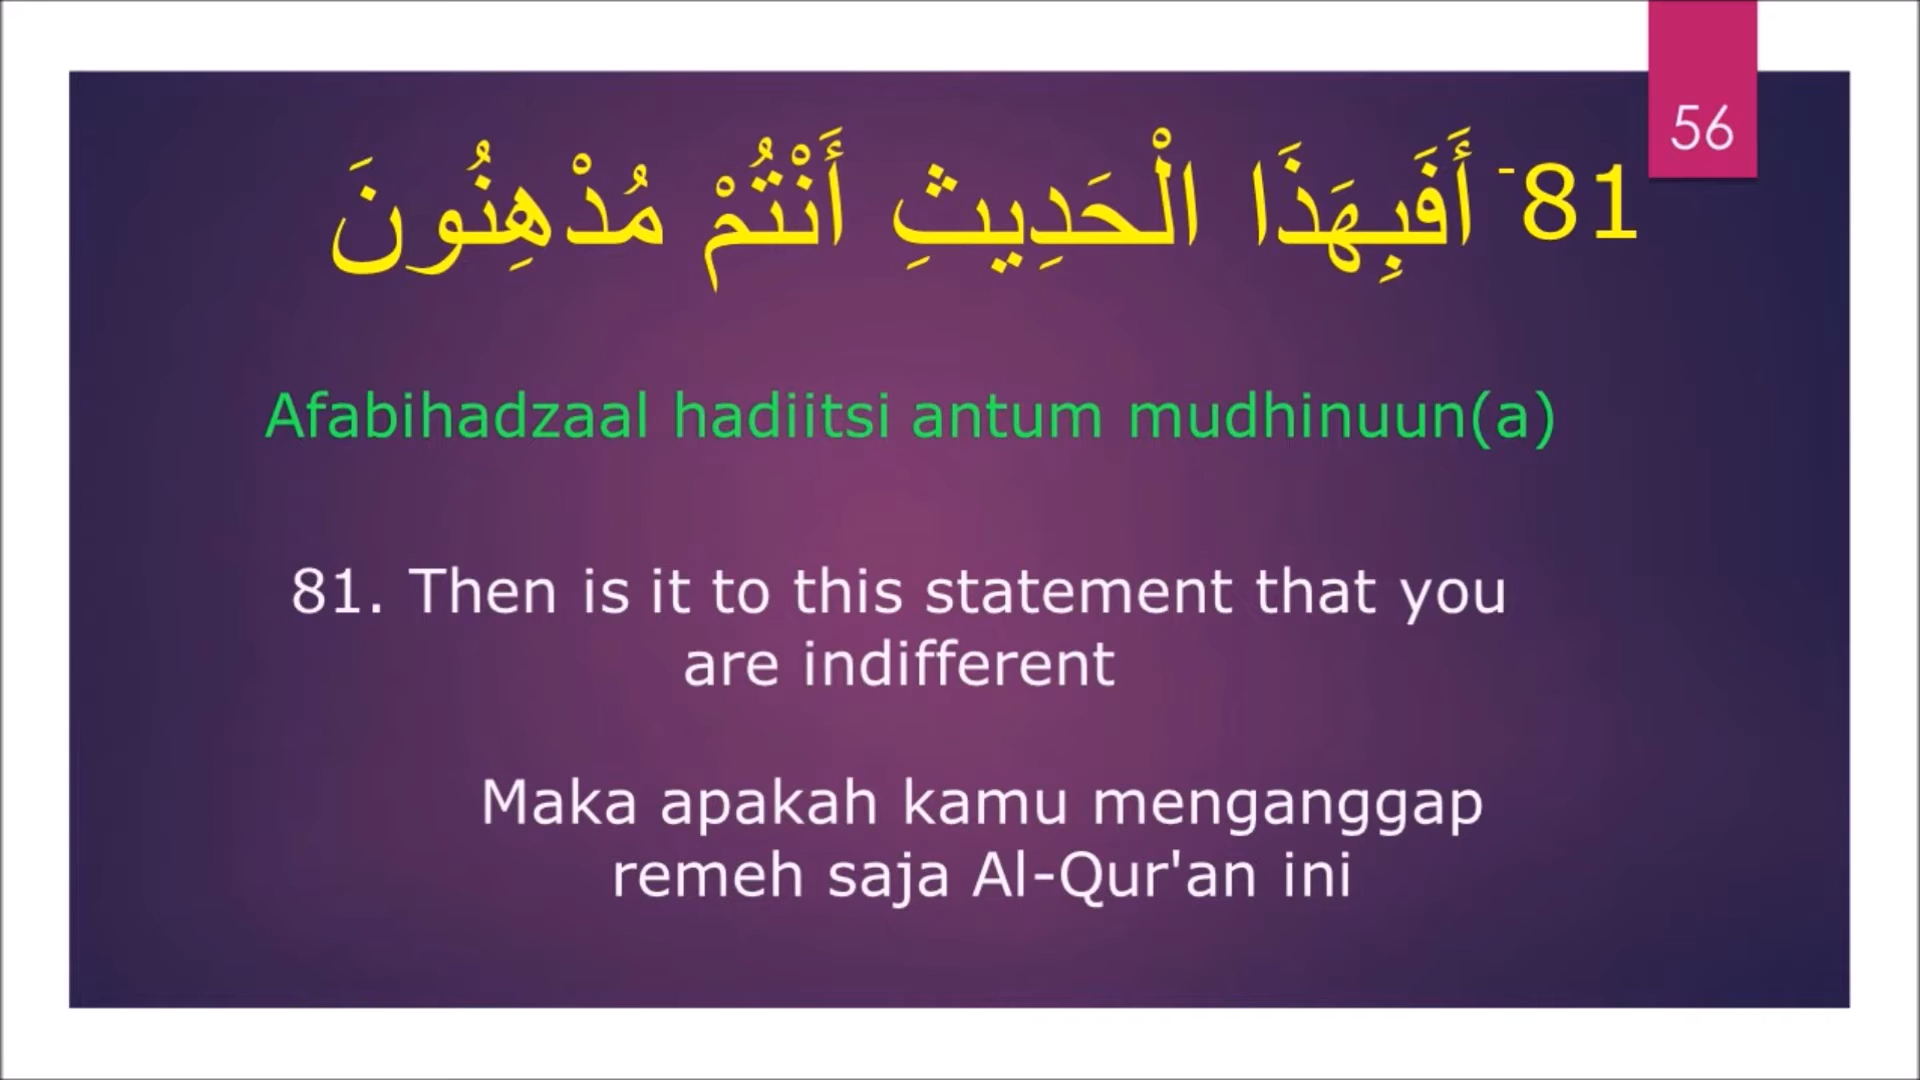 56
81- أَفَبِهَذَا الْحَدِيثِ أَنْتُمْ مُدْهِنُونَ
Afabihadzaal hadiitsi antum mudhinuun(a)
81. Then is it to this statement that you
are indifferent
Maka apakah kamu menganggap
remeh saja Al-Qur'an ini